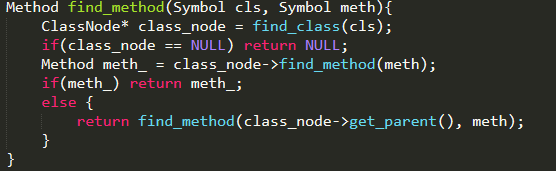 Method find_method(Symbol cls, Symbol meth){
    ClassNode* class_node = find_class(cls);
    if(class_node == NULL) return NULL;
    Method meth_ = class_node->find_method(meth);
    if(meth_) return meth_;
    else {
        return find_method(class_node->get_parent(), meth);
    }
}